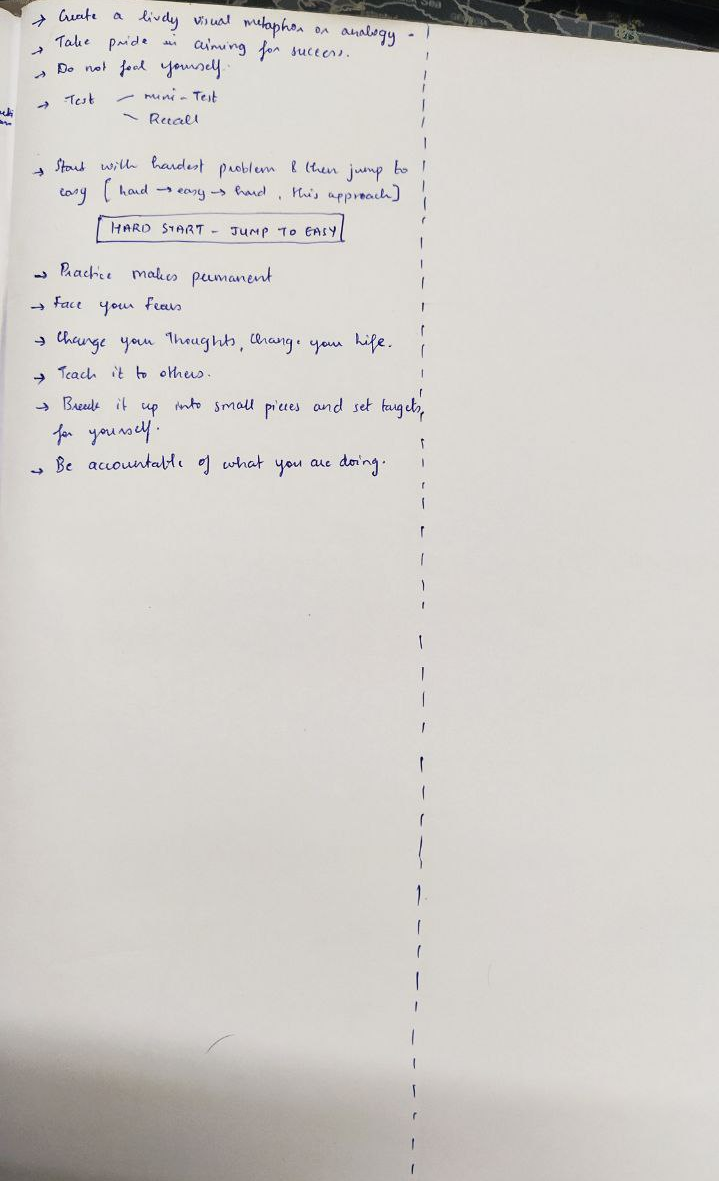 → Create a lively visual metaphor or analogy -
→ Take pride in aiming for success.
→ Do not fool yourself.
→ Test - mini-Test
- Recall
→ Start with hardest problem & then jump to
easy [hard → easy → hard, this approach]
HARD START - JUMP TO EASY
→ Practice makes permanent
→ Face your Fears
→ Change your Thoughts, Change your Life.
→ Teach it to others.
→ Break it up into small pieces and set targets
for yourself.
→ Be accountable of what you are doing.